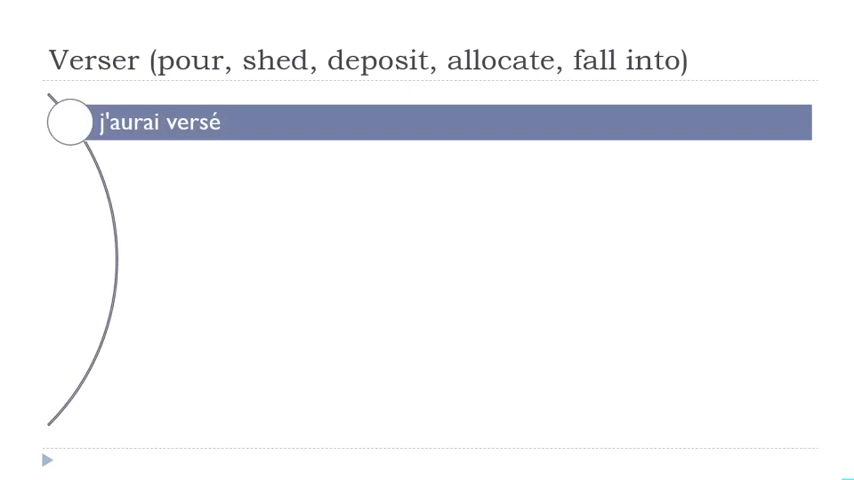 Verser (pour, shed, deposit, allocate, fall into)
j'aurai versé